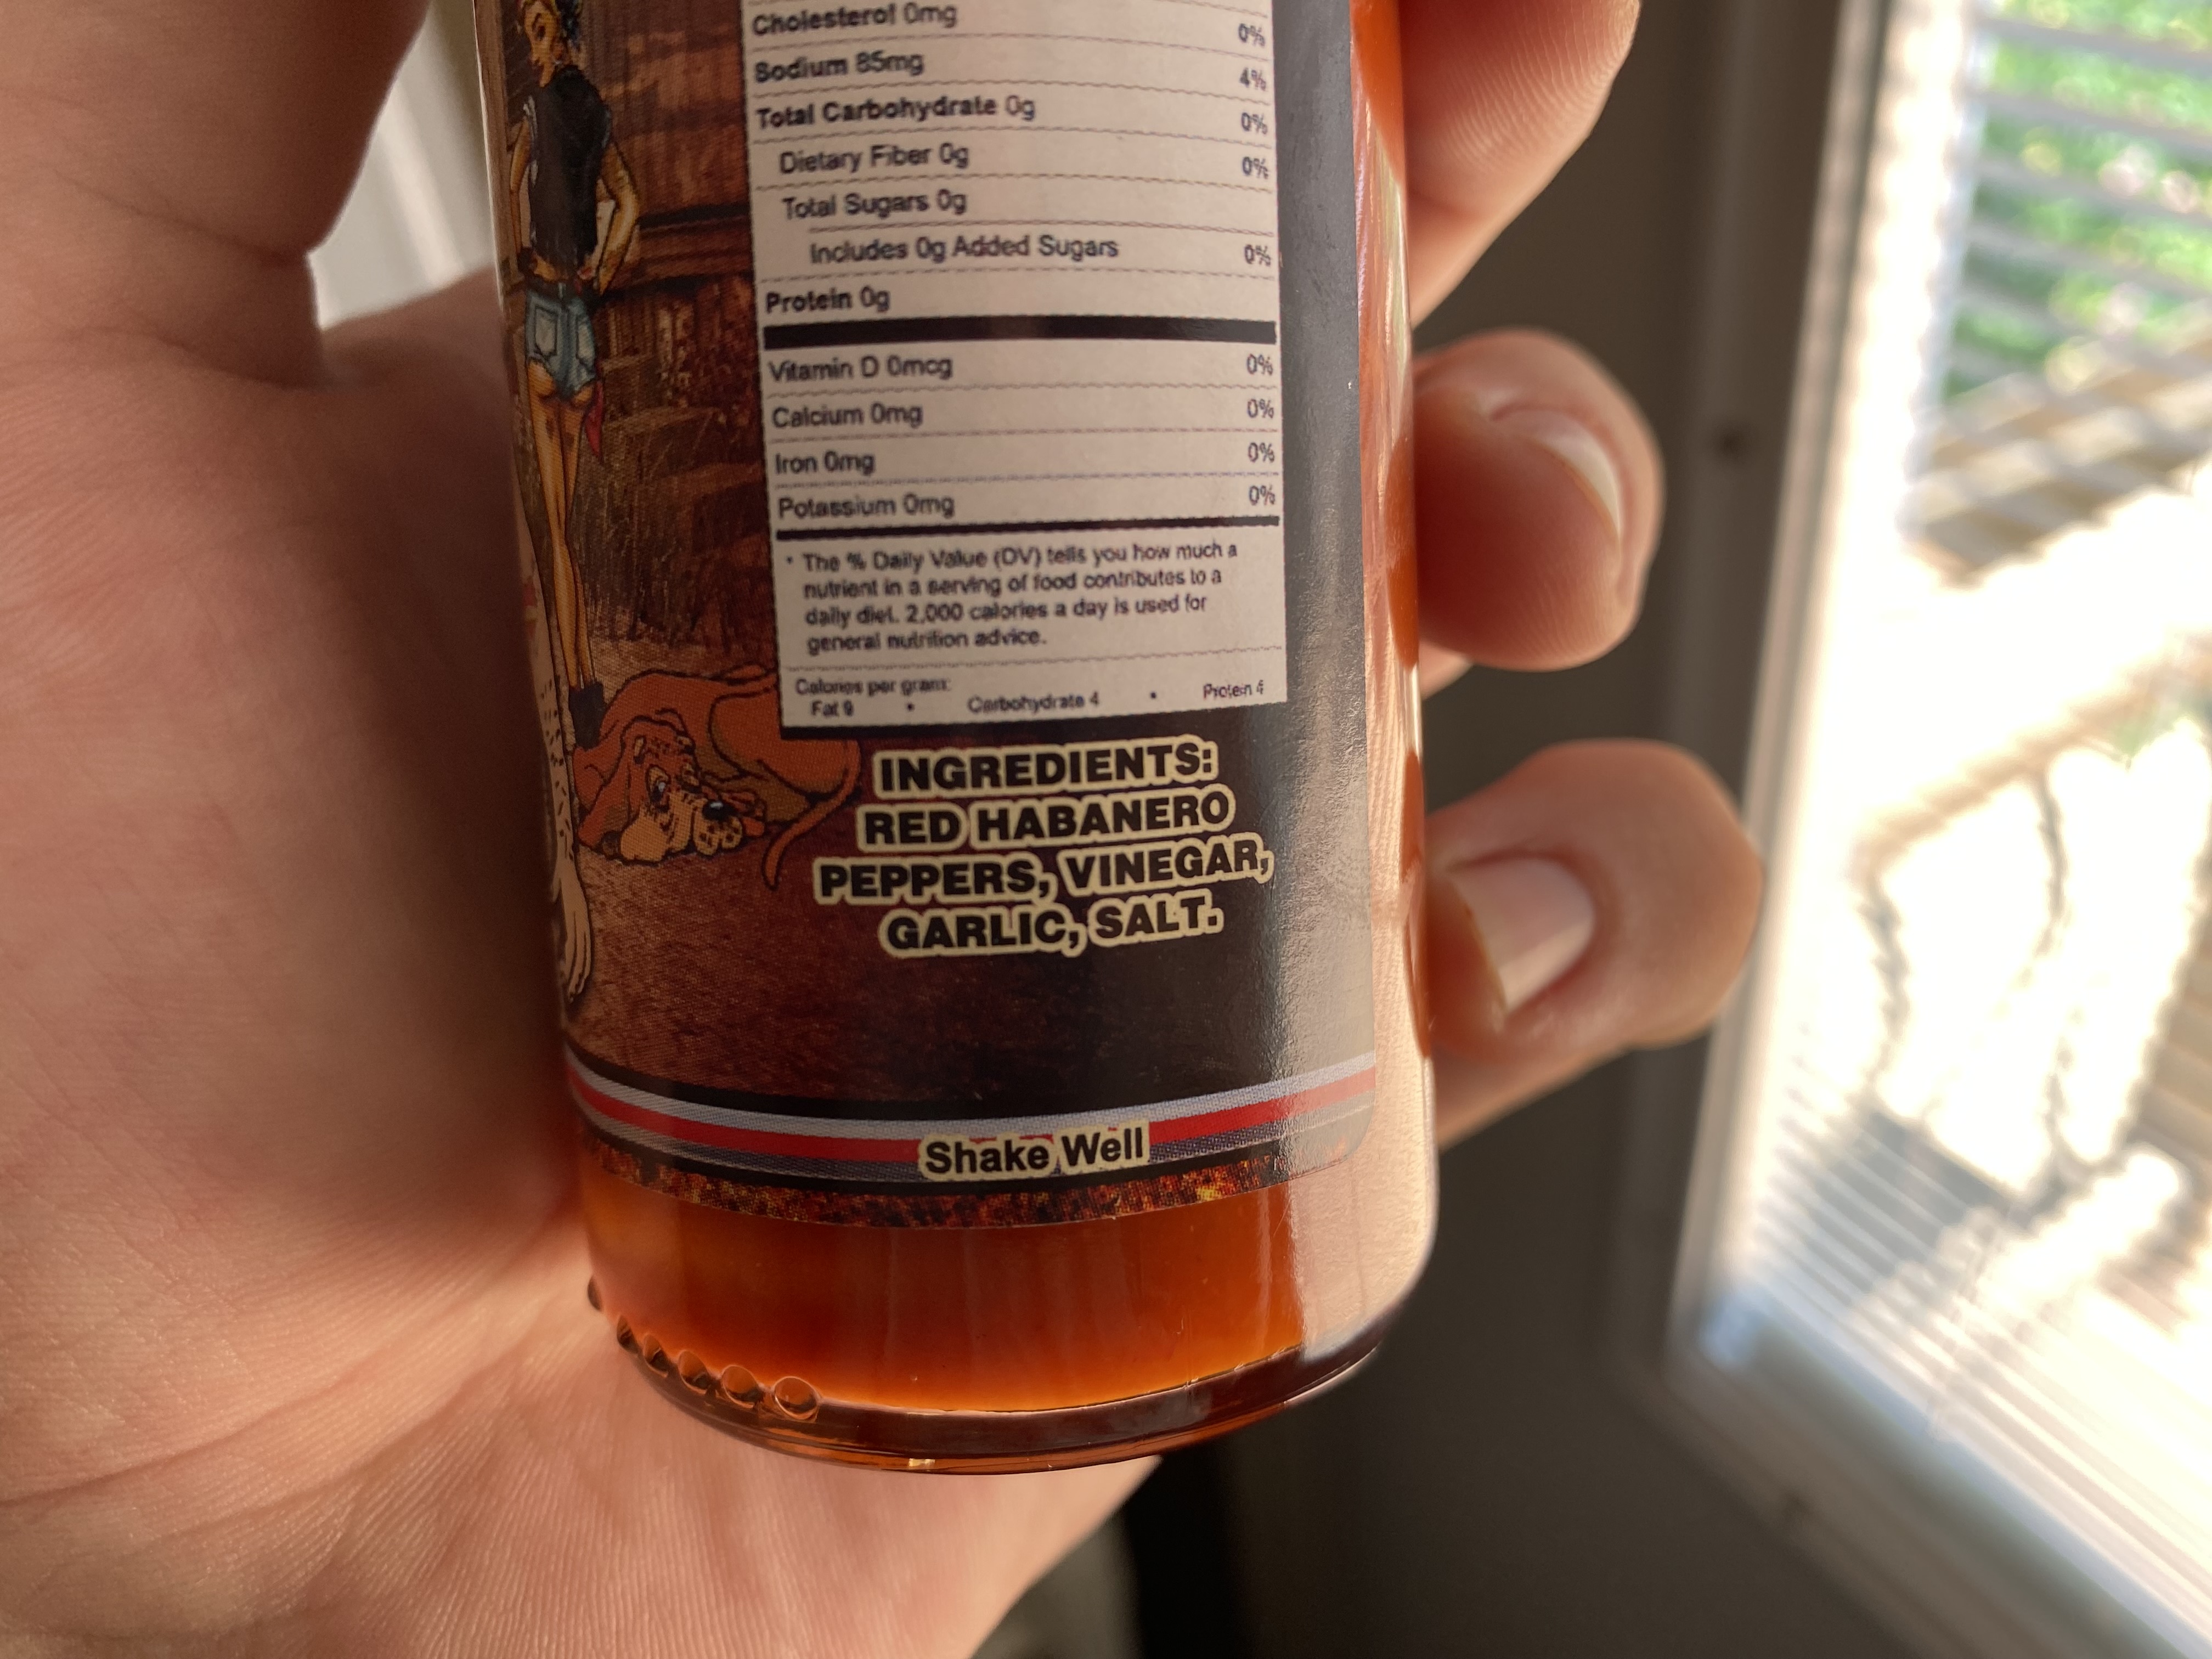 Cholesterol 0mg 0%
Sodium 85mg 4%
Total Carbohydrate 0g 0%
Dietary Fiber 0g 0%
Total Sugars 0g
Includes 0g Added Sugars 0%
Protein 0g
Vitamin D 0mcg 0%
Calcium 0mg 0%
Iron 0mg 0%
Potassium 0mg 0%
* The % Daily Value (DV) tells you how much a
nutrient in a serving of food contributes to a
daily diet. 2,000 calories a day is used for
general nutrition advice.
Calories per gram:
Fat 9 • Carbohydrate 4 • Protein 4
INGREDIENTS:
RED HABANERO
PEPPERS, VINEGAR,
GARLIC, SALT.
Shake Well